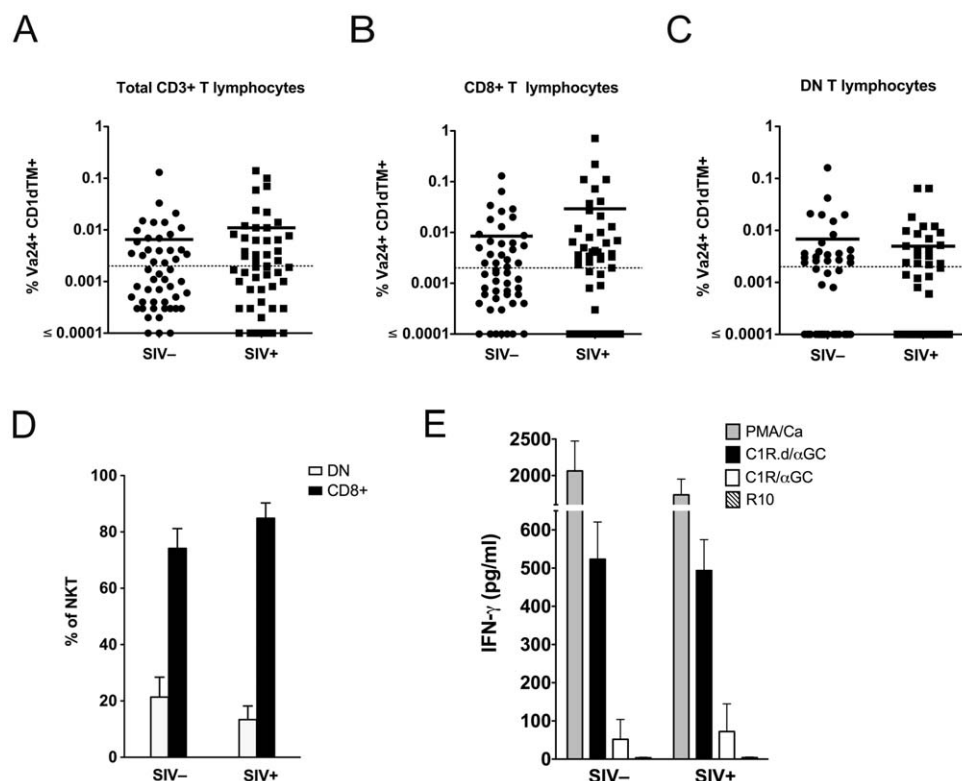 A
B
C
Total CD3+ T lymphocytes
CD8+ T lymphocytes
DN T lymphocytes
% Va24+ CD1dTM+
1
0.1
0.01
0.001
≤ 0.0001
SIV–
SIV+
% Va24+ CD1dTM+
1
0.1
0.01
0.001
≤ 0.0001
SIV–
SIV+
% Va24+ CD1dTM+
1
0.1
0.01
0.001
≤ 0.0001
SIV–
SIV+
D
% of NKT
100
80
60
40
20
0
SIV–
SIV+
DN
CD8+
E
IFN-γ (pg/ml)
2500
2000
600
500
400
300
200
100
0
SIV–
SIV+
PMA/Ca
C1R.d/αGC
C1R/αGC
R10